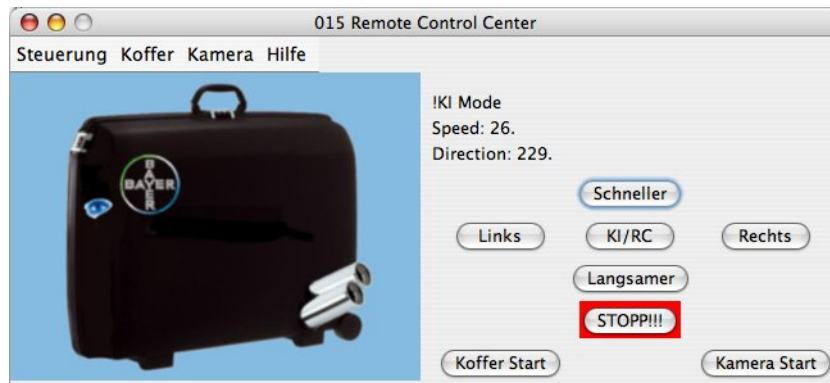 015 Remote Control Center
Steuerung Koffer Kamera Hilfe
BAYER
BAYER
!KI Mode
Speed: 26.
Direction: 229.
Schneller
Links KI/RC Rechts
Langsamer
STOPP!!!
Koffer Start Kamera Start